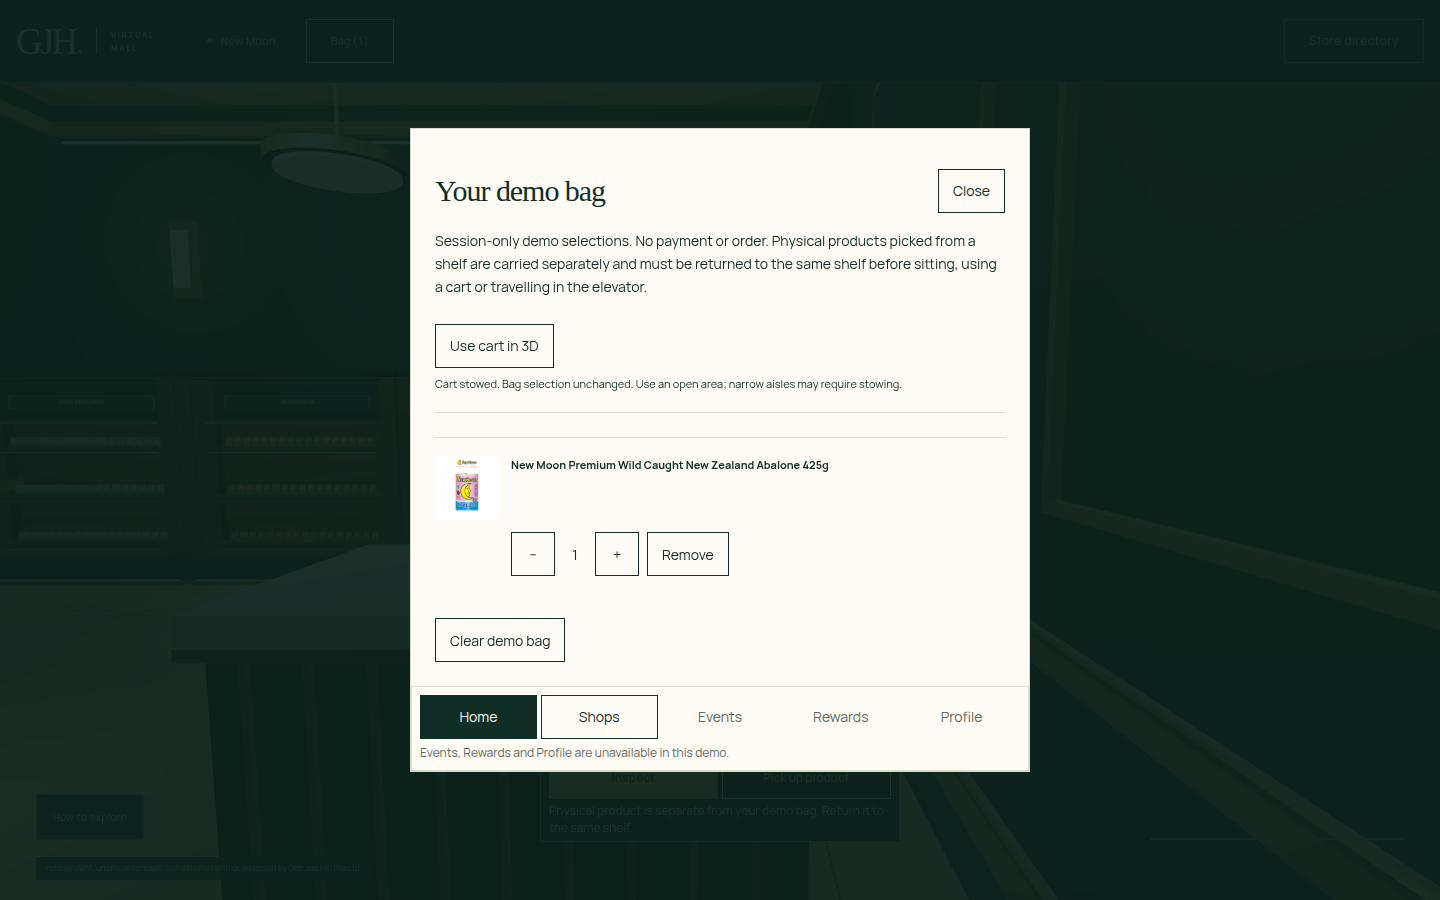 GJH.
VIRTUAL
MALL
New Moon
Bag (1)
Store directory
Your demo bag
Close
Session-only demo selections. No payment or order. Physical products picked from a
shelf are carried separately and must be returned to the same shelf before sitting, using
a cart or travelling in the elevator.
Use cart in 3D
Cart stowed. Bag selection unchanged. Use an open area; narrow aisles may require stowing.
New Moon Premium Wild Caught New Zealand Abalone 425g
− 1 + Remove
Clear demo bag
Home Shops Events Rewards Profile
Events, Rewards and Profile are unavailable in this demo.
Inspect Pick up product
Physical product is separate from your demo bag. Return it to
the same shelf.
How to explore